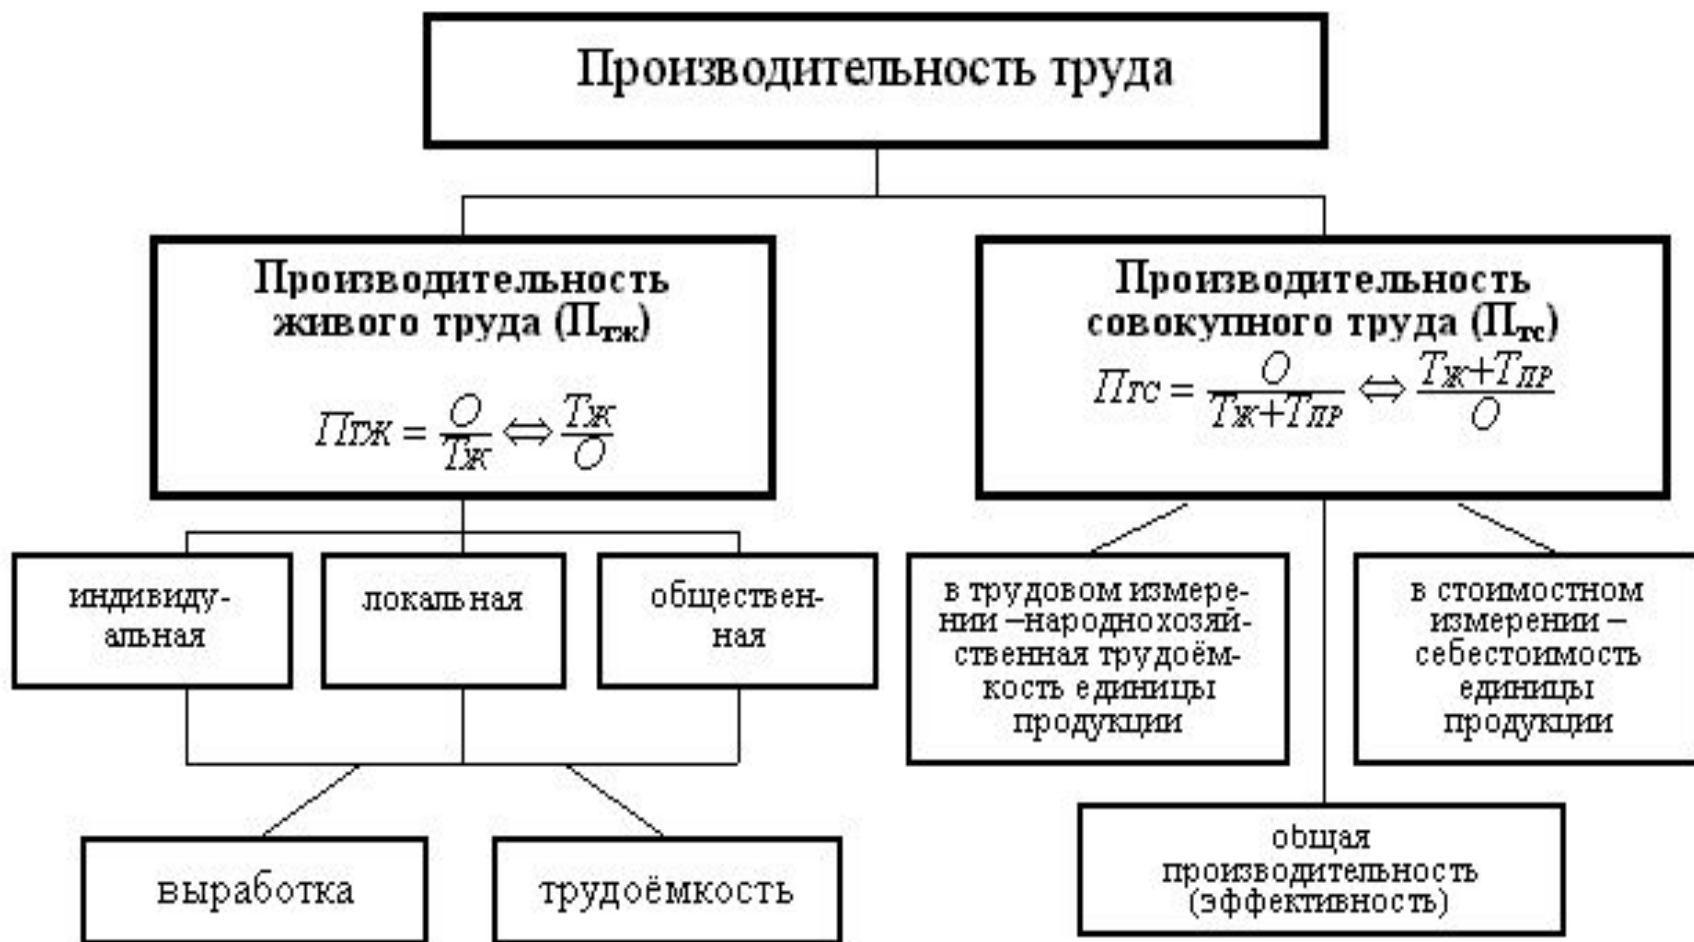 Производительность труда
Производительность
живого труда (Птж)
Птж = О/Тж ⇔ Тж/О
Производительность
совокупного труда (Птс)
Птс = О/(Тж+Тпр) ⇔ (Тж+Тпр)/О
индивиду-
альная
локальная
обществен-
ная
в трудовом измере-
нии –народнохозяй-
ственная трудоём-
кость единицы
продукции
в стоимостном
измерении –
себестоимость
единицы
продукции
выработка
трудоёмкость
общая
производительность
(эффективность)